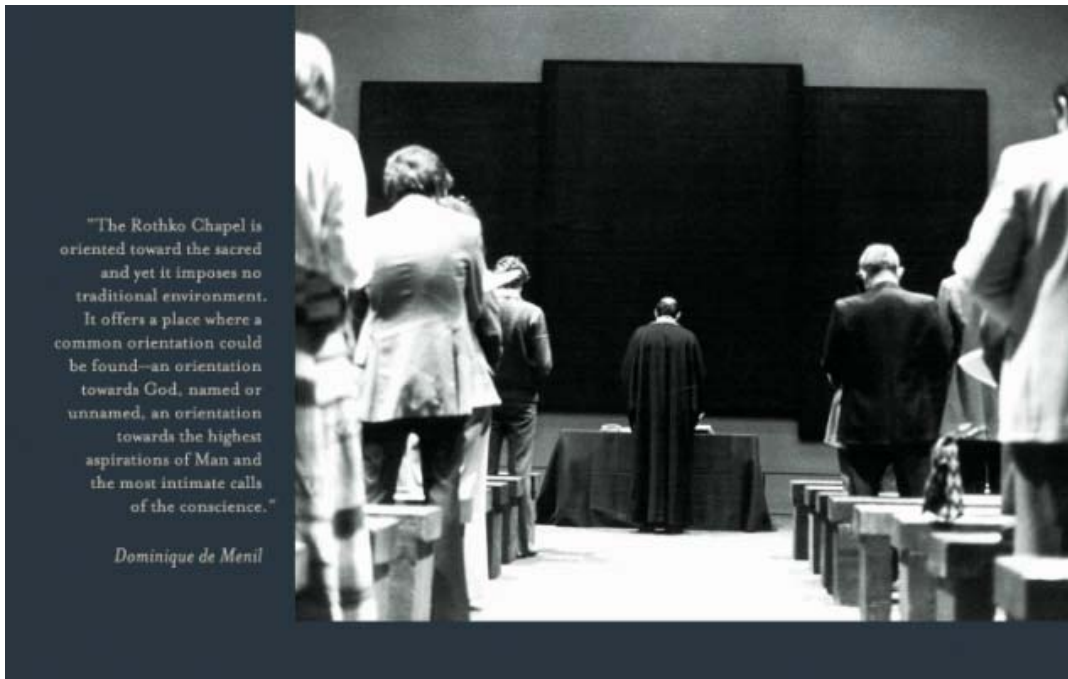 "The Rothko Chapel is
oriented toward the sacred
and yet it imposes no
traditional environment.
It offers a place where a
common orientation could
be found—an orientation
towards God, named or
unnamed, an orientation
towards the highest
aspirations of Man and
the most intimate calls
of the conscience."
Dominique de Menil